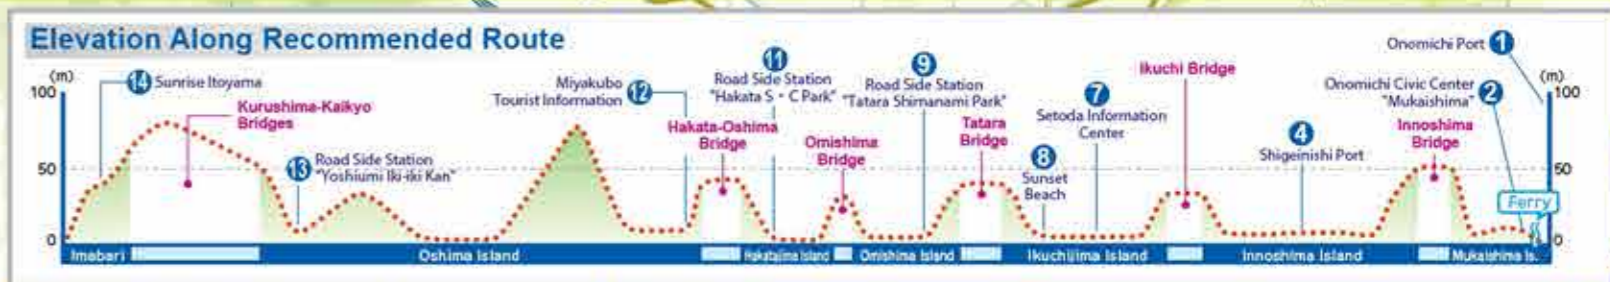 Elevation Along Recommended Route
(m)
100
50
0
14 Sunrise Itoyama
Kurushima-Kaikyo
Bridges
13 Road Side Station
"Yoshiumi Iki-iki Kan"
Miyakubo
Tourist Information 12
Hakata-Oshima
Bridge
11
Road Side Station
"Hakata S・C Park"
Omishima
Bridge
9
Road Side Station
"Tatara Shimanami Park"
Tatara
Bridge
8
Sunset
Beach
7
Setoda Information
Center
Ikuchi Bridge
4
Shigeinishi Port
Onomichi Port 1
Onomichi Civic Center
"Mukaishima" 2
Innoshima
Bridge
(m)
100
50
Ferry
0
Imabari
Oshima Island
Hakatajima Island
Omishima Island
Ikuchijima Island
Innoshima Island
Mukaishima Is.